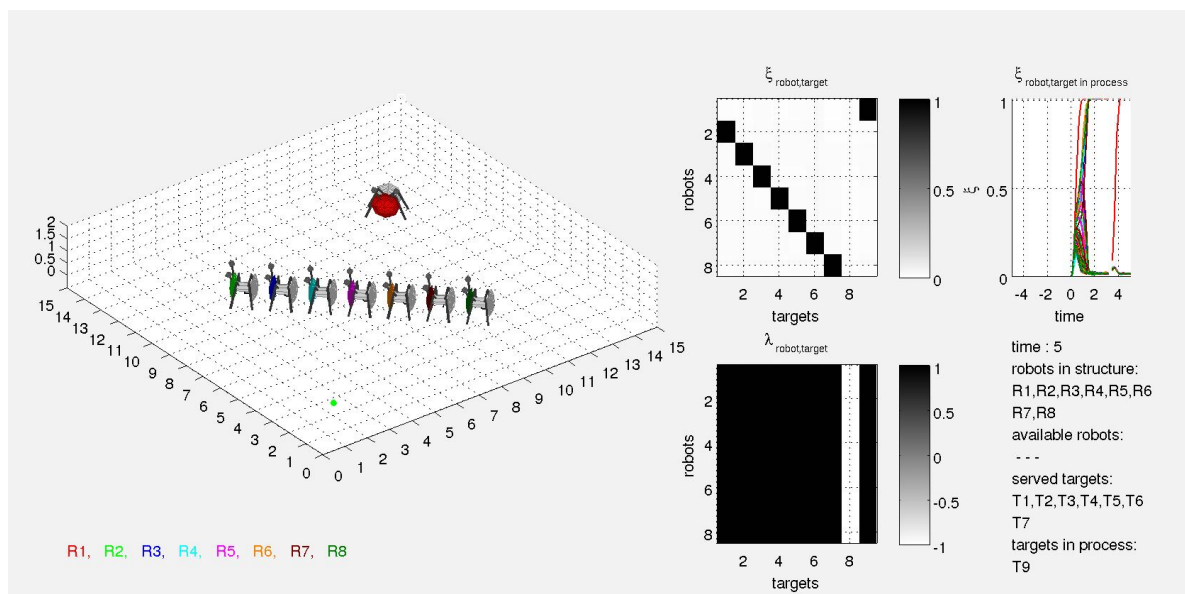 ξ robot,target
ξ robot,target in process
1
0.5
0
2
4
6
8
robots
2 4 6 8
targets
1
0.5
0
ξ
-4 -2 0 2 4
time
2
1.5
1
0.5
0
15
14
13
12
11
10
9
8
7
6
5
4
3
2
1
0
0
1
2
3
4
5
6
7
8
9
10
11
12
13
14
15
λ robot,target
2
4
6
8
robots
2 4 6 8
targets
1
0.5
0
-0.5
-1
time : 5
robots in structure:
R1,R2,R3,R4,R5,R6
R7,R8
available robots:
- - -
served targets:
T1,T2,T3,T4,T5,T6
T7
targets in process:
T9
R1, R2, R3, R4, R5, R6, R7, R8